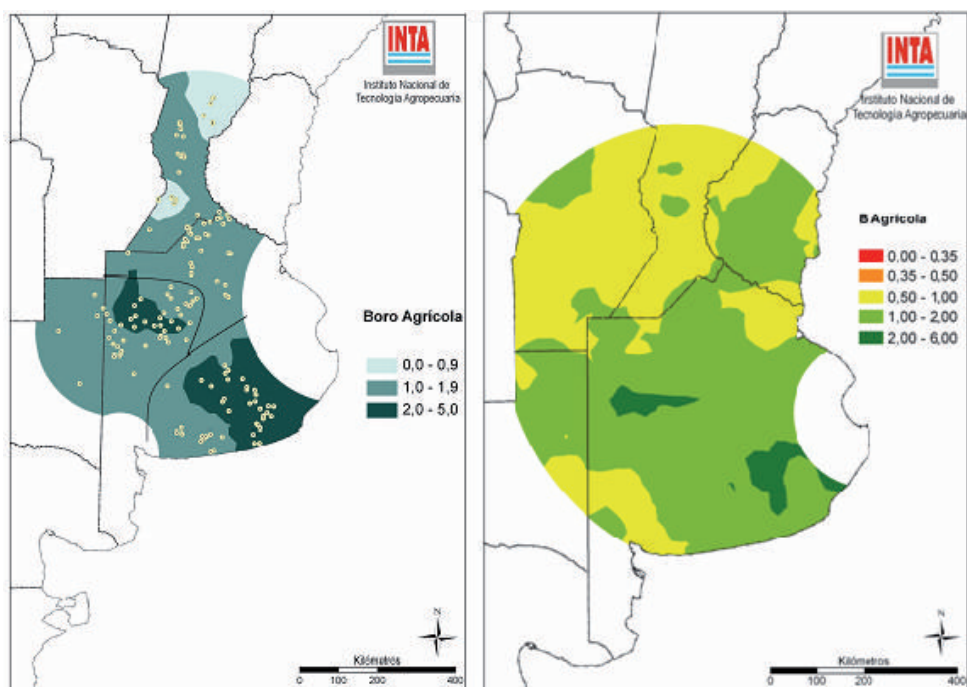 INTA
Instituto Nacional de
Tecnología Agropecuaria
Boro Agrícola
0,0 - 0,9
1,0 - 1,9
2,0 - 5,0
N
Kilómetros
0 100 200 400
INTA
Instituto Nacional de
Tecnología Agropecuaria
B Agrícola
0,00 - 0,35
0,35 - 0,50
0,50 - 1,00
1,00 - 2,00
2,00 - 6,00
N
Kilómetros
0 100 200 400